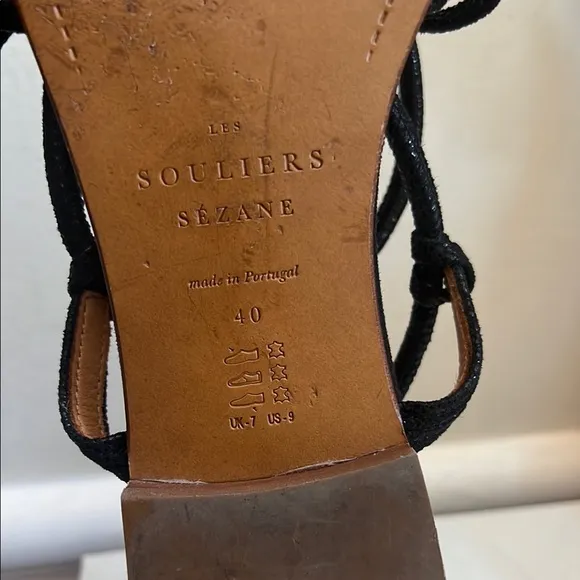 LES
SOULIERS
SÉZANE
made in Portugal
40
UK-7 US-9